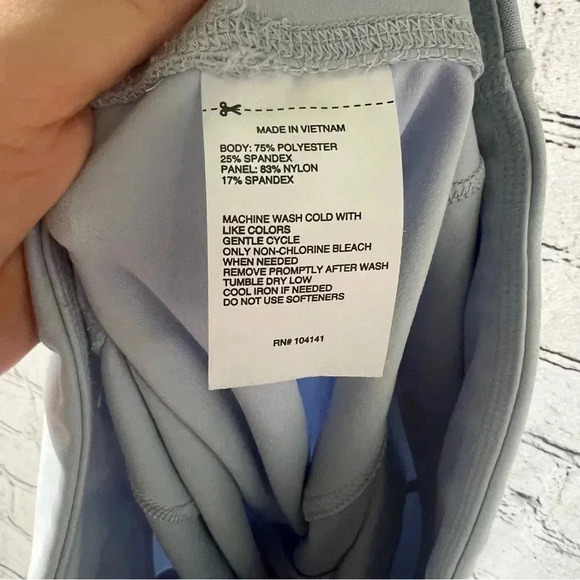 MADE IN VIETNAM
BODY: 75% POLYESTER
25% SPANDEX
PANEL: 83% NYLON
17% SPANDEX
MACHINE WASH COLD WITH
LIKE COLORS
GENTLE CYCLE
ONLY NON-CHLORINE BLEACH
WHEN NEEDED
REMOVE PROMPTLY AFTER WASH
TUMBLE DRY LOW
COOL IRON IF NEEDED
DO NOT USE SOFTENERS
RN# 104141